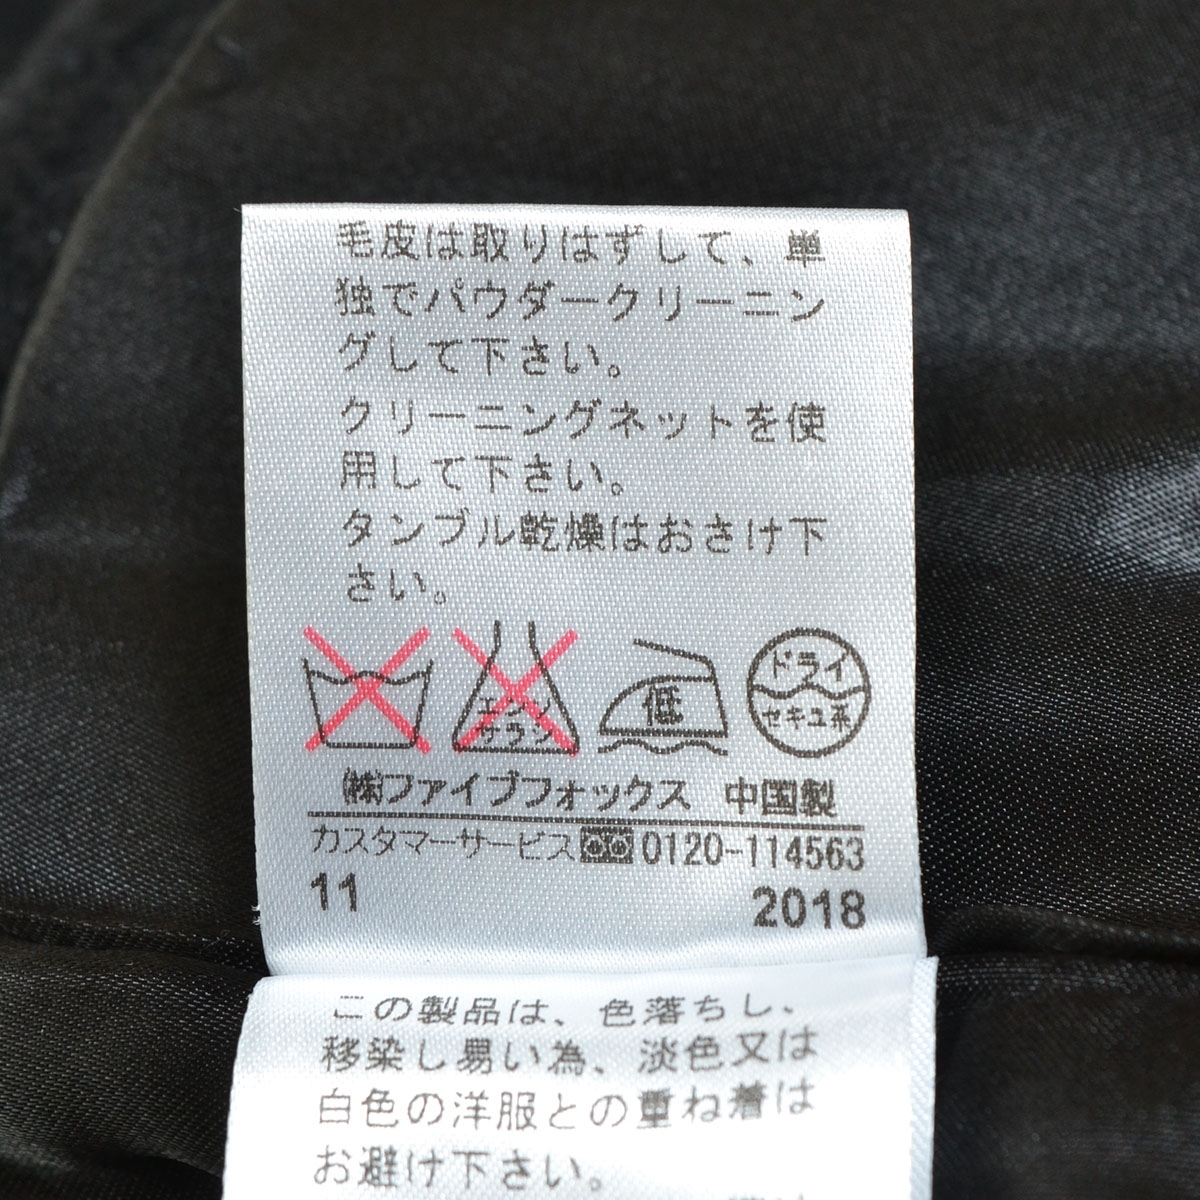 毛皮は取りはずして、単
独でパウダークリーニン
グして下さい。
クリーニングネットを使
用して下さい。
タンブル乾燥はおさけ下
さい。
エンソ
サラシ
低
ドライ
セキユ系
㈱ファイブフォックス 中国製
カスタマーサービス 0120-114563
11 2018
この製品は、色落ちし、
移染し易い為、淡色又は
白色の洋服との重ね着は
お避け下さい。